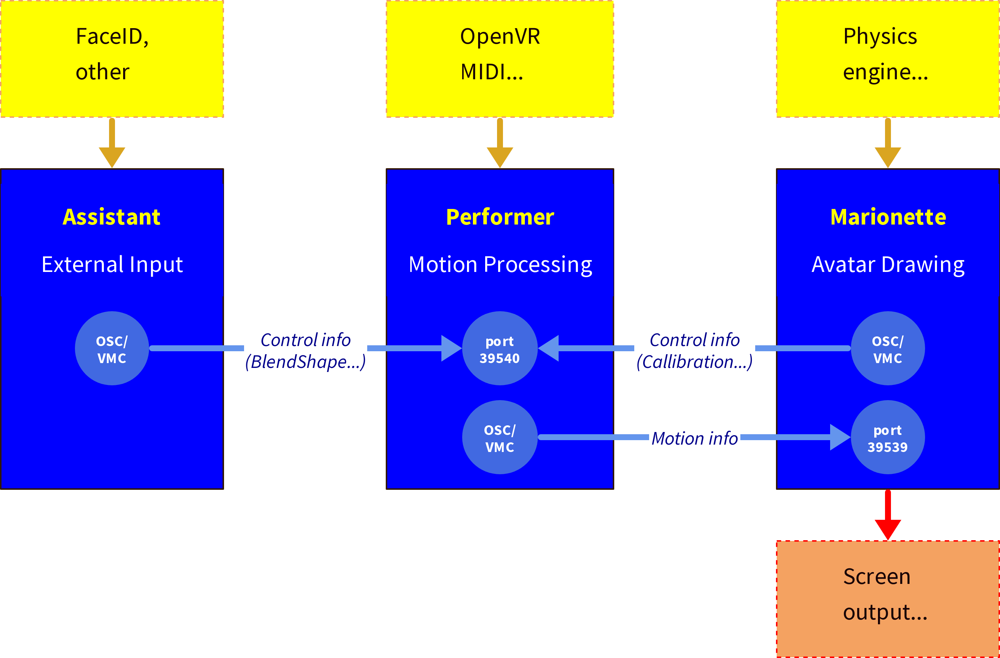 FaceID,
other
OpenVR
MIDI...
Physics
engine...
Assistant
External Input
Performer
Motion Processing
Marionette
Avatar Drawing
OSC/
VMC
Control info
(BlendShape...)
port
39540
Control info
(Callibration...)
OSC/
VMC
OSC/
VMC
Motion info
port
39539
Screen
output...